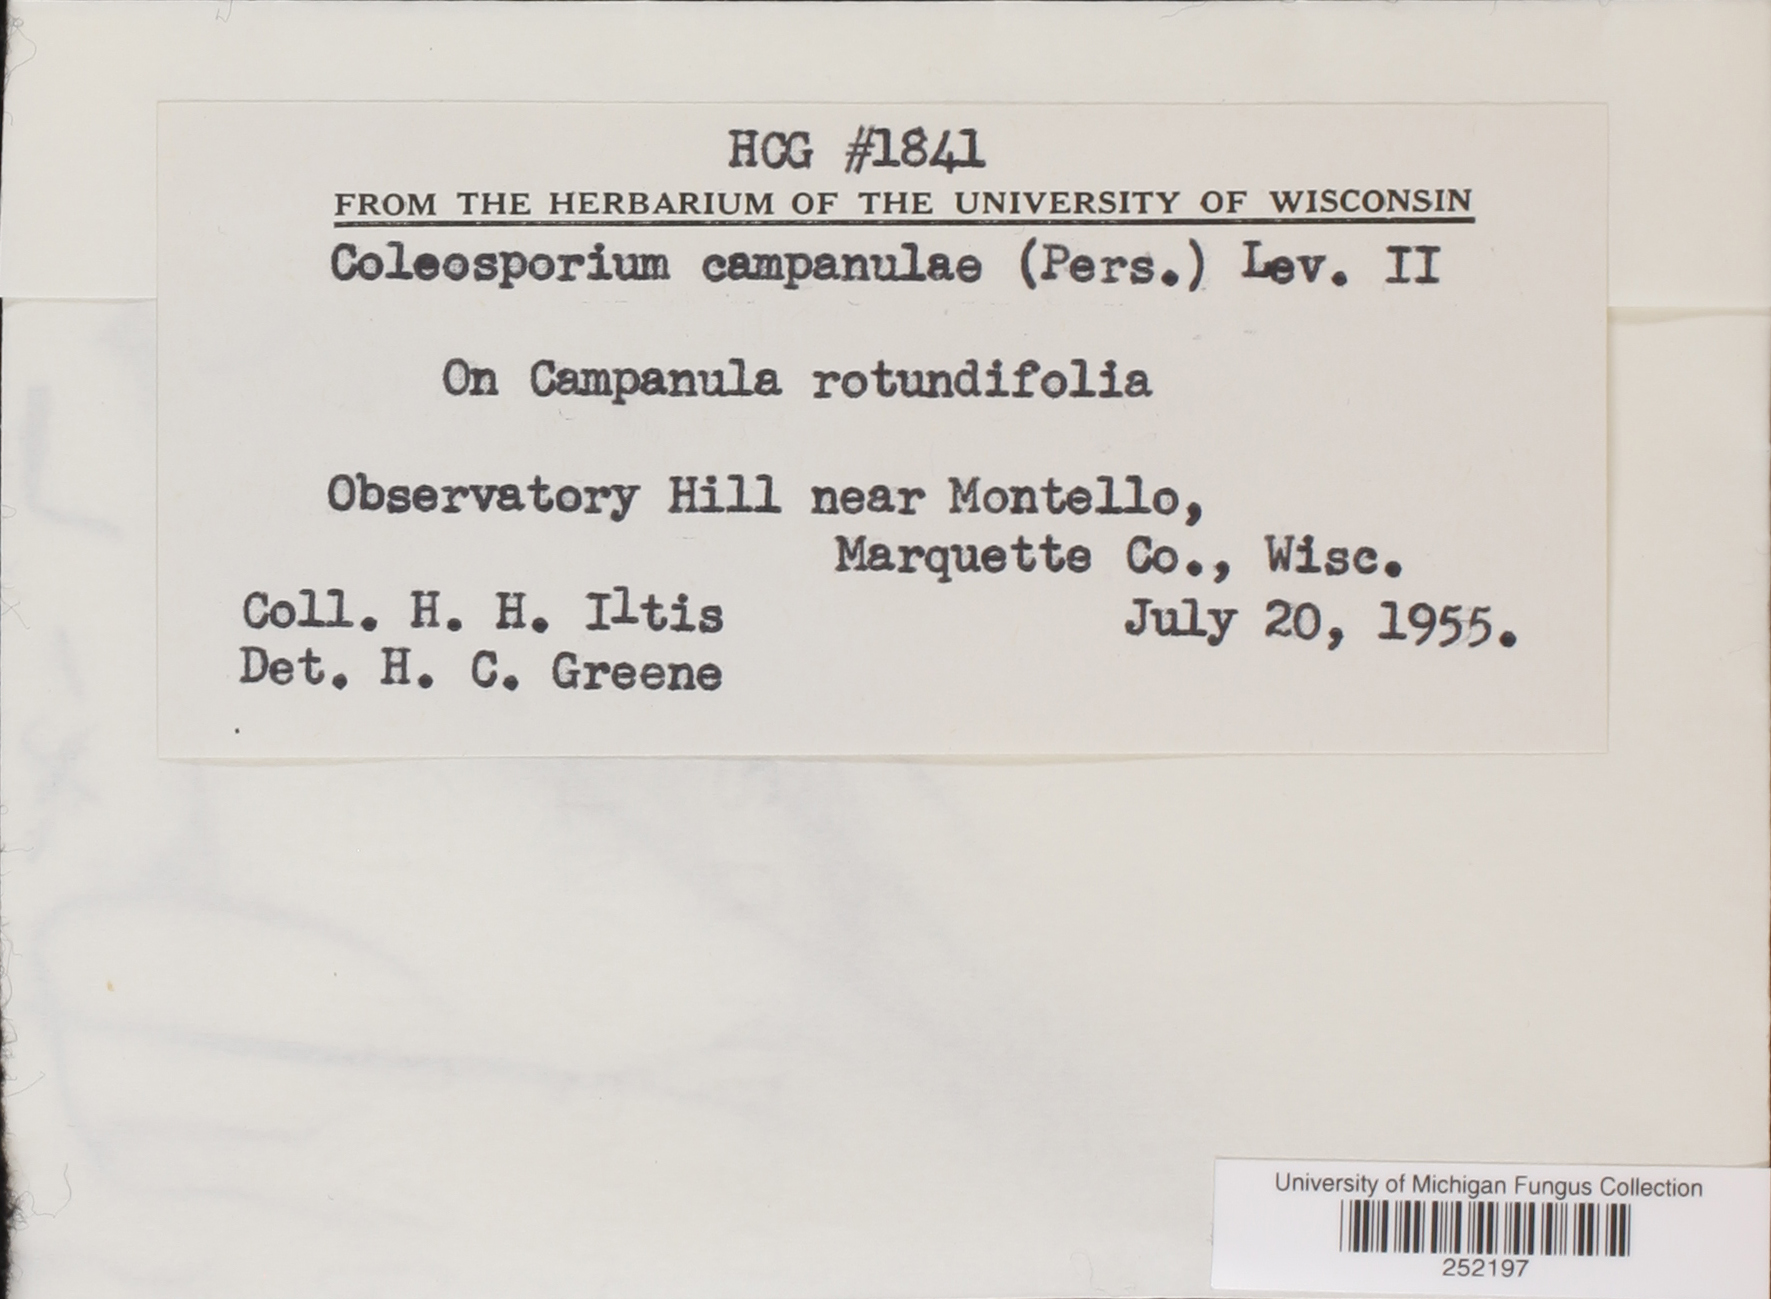 HCG #1841
FROM THE HERBARIUM OF THE UNIVERSITY OF WISCONSIN
Coleosporium campanulae (Pers.) Lev. II
On Campanula rotundifolia
Observatory Hill near Montello,
Marquette Co., Wisc.
July 20, 1955.
Coll. H. H. Iltis
Det. H. C. Greene
University of Michigan Fungus Collection
252197